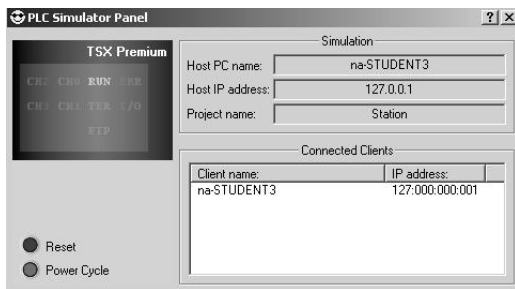 PLC Simulator Panel
TSX Premium
CH2 CH0 RUN ERR
CH3 CH1 TER I/O
FIP
Simulation
Host PC name: na-STUDENT3
Host IP address: 127.0.0.1
Project name: Station
Connected Clients
Client name: IP address:
na-STUDENT3 127:000:000:001
Reset
Power Cycle